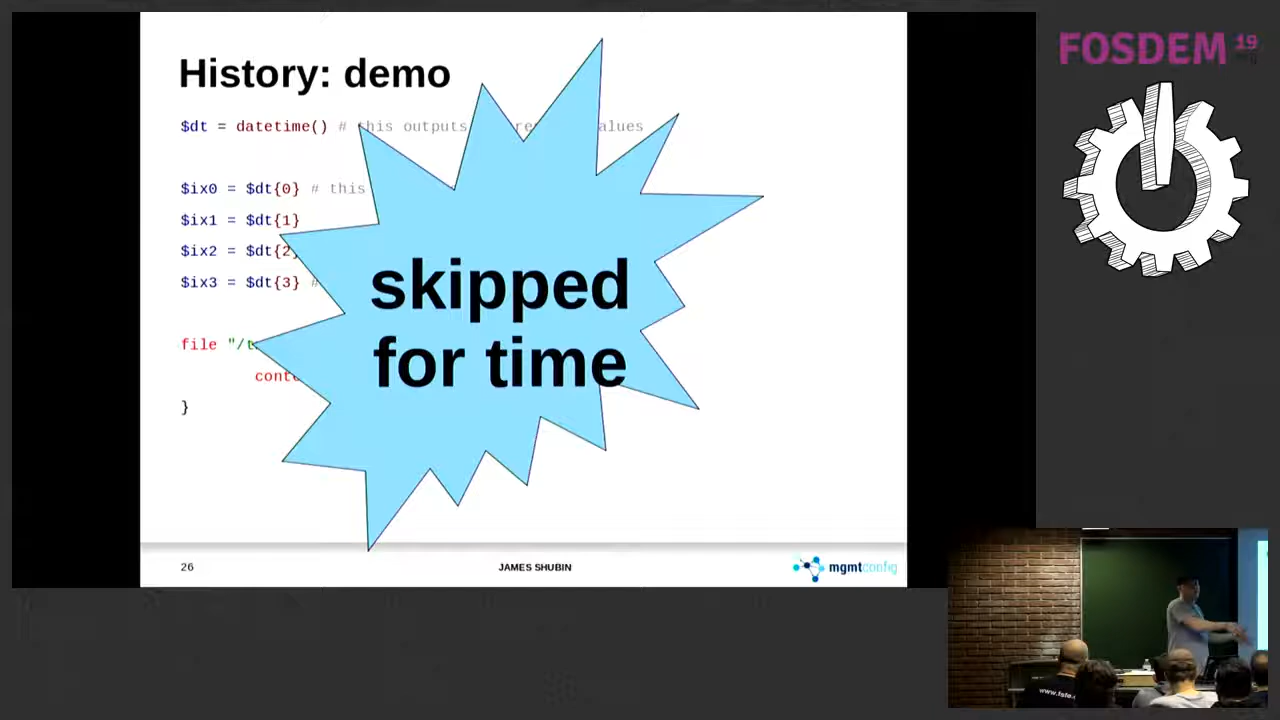 FOSDEM 19
.org
History: demo
$dt = datetime() # this outputs values
$ix0 = $dt{0} # this
$ix1 = $dt{1}
$ix2 = $dt{2}
$ix3 = $dt{3} #
skipped
for time
file "/t
}
26
JAMES SHUBIN
mgmtconfig